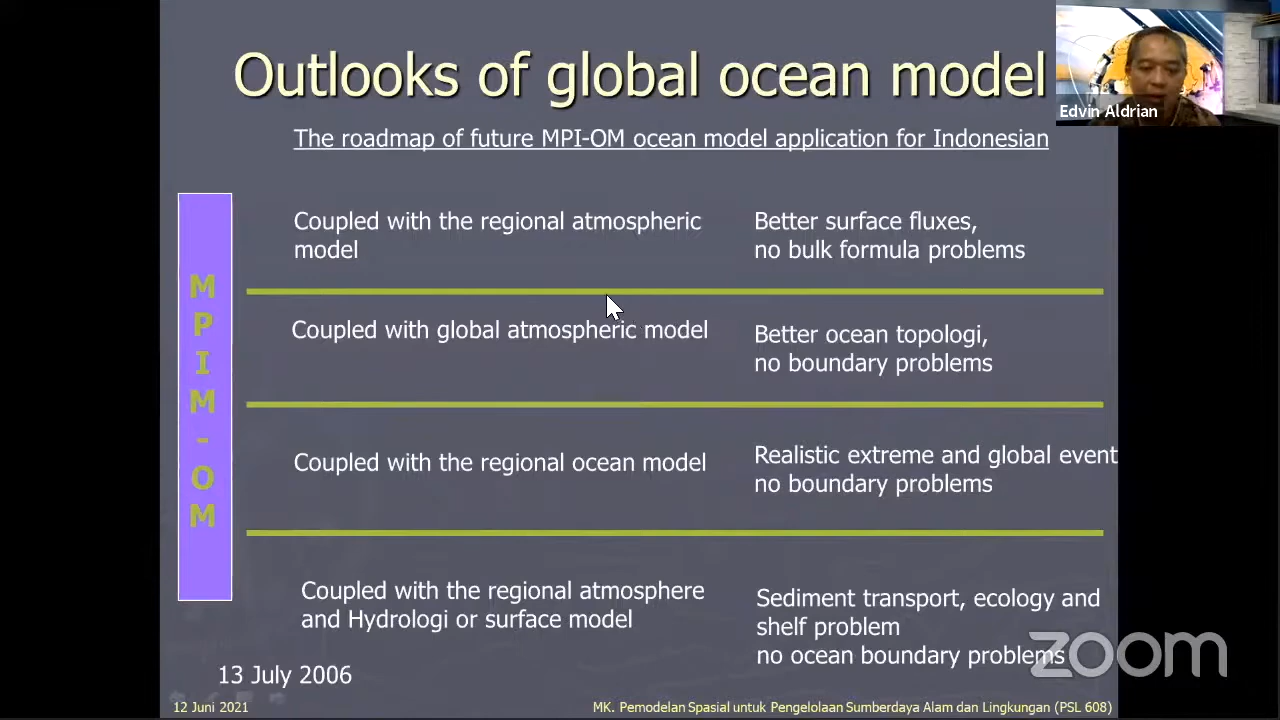 Outlooks of global ocean model
Edvin Aldrian
The roadmap of future MPI-OM ocean model application for Indonesian
MPIM-OM
Coupled with the regional atmospheric
model
Better surface fluxes,
no bulk formula problems
Coupled with global atmospheric model
Better ocean topologi,
no boundary problems
Coupled with the regional ocean model
Realistic extreme and global event
no boundary problems
Coupled with the regional atmosphere
and Hydrologi or surface model
Sediment transport, ecology and
shelf problem
no ocean boundary problems
zoom
13 July 2006
12 Juni 2021
MK. Pemodelan Spasial untuk Pengelolaan Sumberdaya Alam dan Lingkungan (PSL 608)